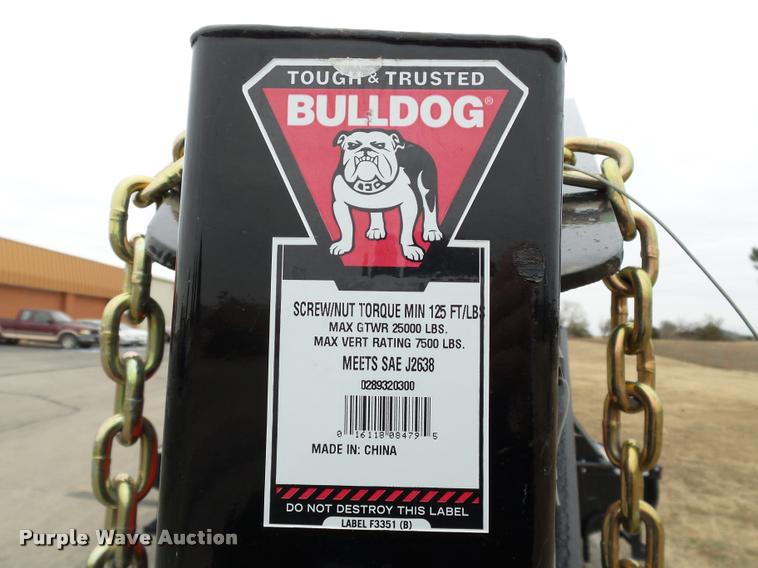 TOUGH & TRUSTED
BULLDOG®
SCREW/NUT TORQUE MIN 125 FT/LBS
MAX GTWR 25000 LBS.
MAX VERT RATING 7500 LBS.
MEETS SAE J2638
0289320300
0 16118 08479 5
MADE IN: CHINA
DO NOT DESTROY THIS LABEL
LABEL F3351 (B)
Purple Wave Auction